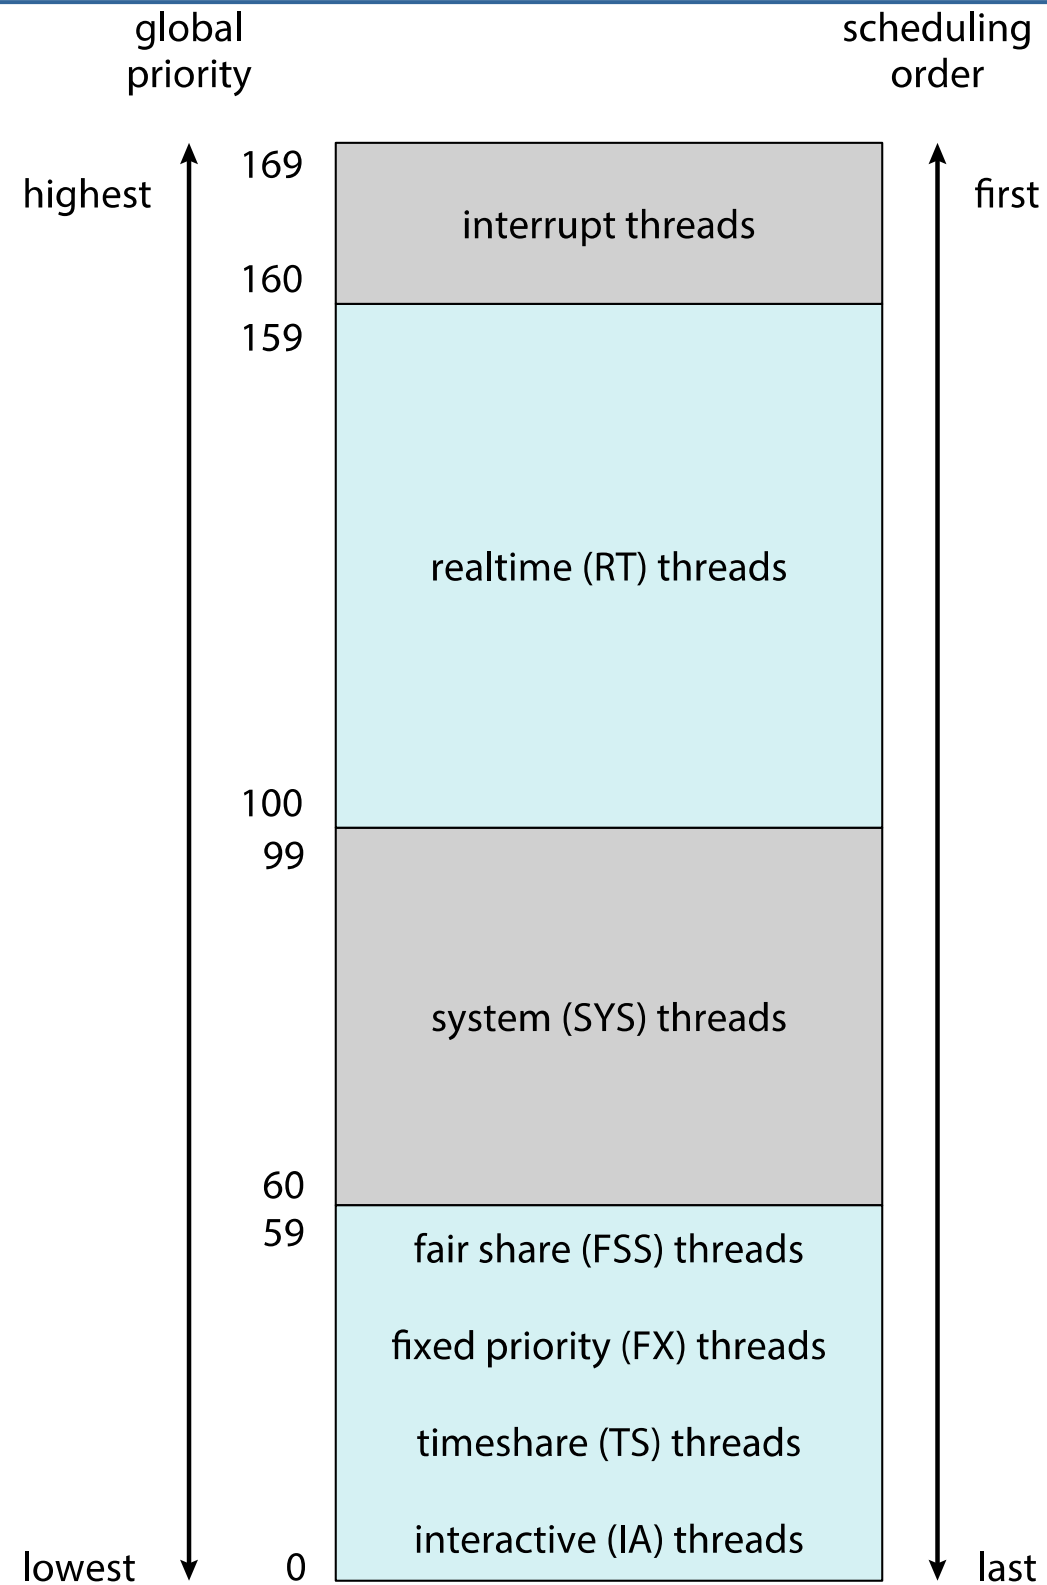 global
priority
scheduling
order
highest
169
first
interrupt threads
160
159
realtime (RT) threads
100
99
system (SYS) threads
60
59
fair share (FSS) threads
fixed priority (FX) threads
timeshare (TS) threads
interactive (IA) threads
lowest
0
last